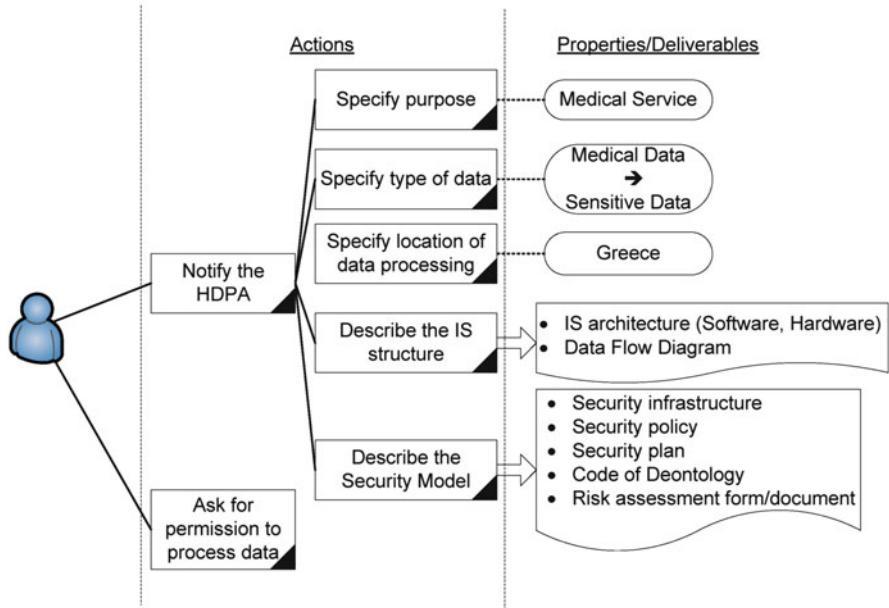 Actions
Properties/Deliverables
Specify purpose
Medical Service
Specify type of data
Medical Data
➔
Sensitive Data
Specify location of
data processing
Greece
Notify the
HDPA
Describe the IS
structure
• IS architecture (Software, Hardware)
• Data Flow Diagram
Describe the
Security Model
• Security infrastructure
• Security policy
• Security plan
• Code of Deontology
• Risk assessment form/document
Ask for
permission to
process data